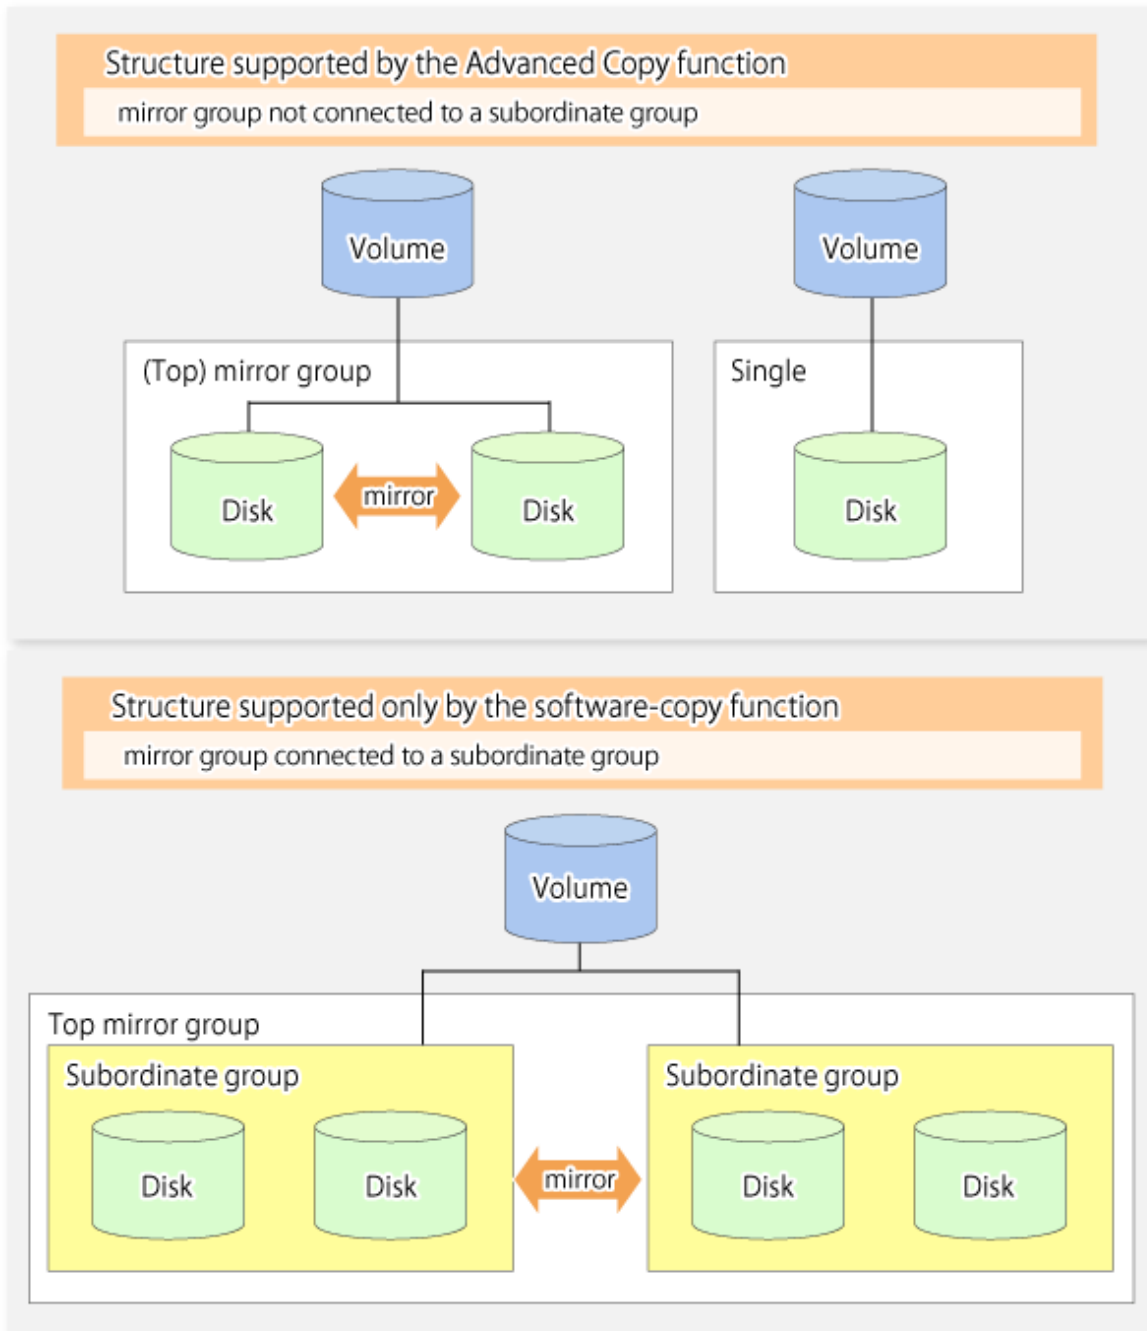 Structure supported by the Advanced Copy function
mirror group not connected to a subordinate group
Volume
Volume
(Top) mirror group
Single
Disk
mirror
Disk
Disk
Structure supported only by the software-copy function
mirror group connected to a subordinate group
Volume
Top mirror group
Subordinate group
Subordinate group
Disk
Disk
mirror
Disk
Disk